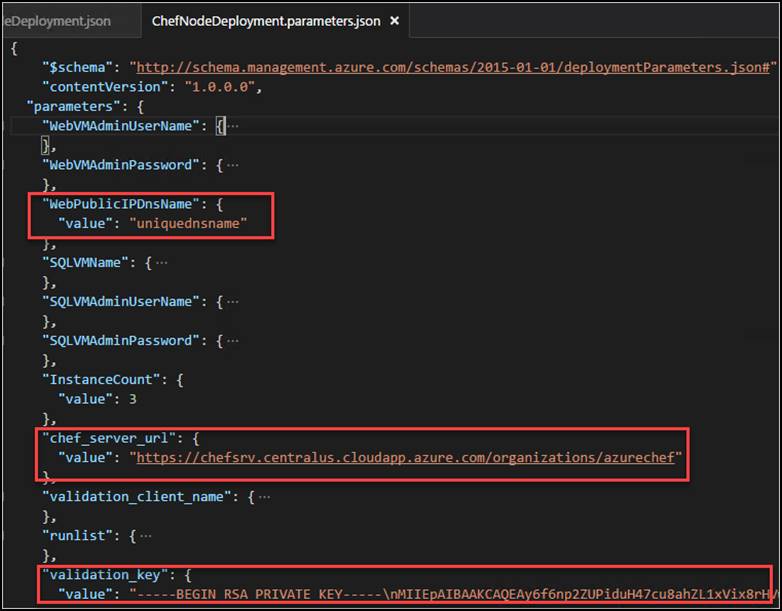 deDeployment.json ChefNodeDeployment.parameters.json ×
{
"$schema": "http://schema.management.azure.com/schemas/2015-01-01/deploymentParameters.json#"
"contentVersion": "1.0.0.0",
"parameters": {
"WebVMAdminUserName": {···
},
"WebVMAdminPassword": {···
},
"WebPublicIPDnsName": {
"value": "uniquednsname"
},
"SQLVMName": {···
},
"SQLVMAdminUserName": {···
},
"SQLVMAdminPassword": {···
},
"InstanceCount": {
"value": 3
},
"chef_server_url": {
"value": "https://chefsrv.centralus.cloudapp.azure.com/organizations/azurechef"
},
"validation_client_name": {···
},
"runlist": {···
},
"validation_key": {
"value": "-----BEGIN RSA PRIVATE KEY-----\nMIIEpAIBAAKCAQEAy6f6np2ZUPiduH47cu8ahZL1xVix8rH